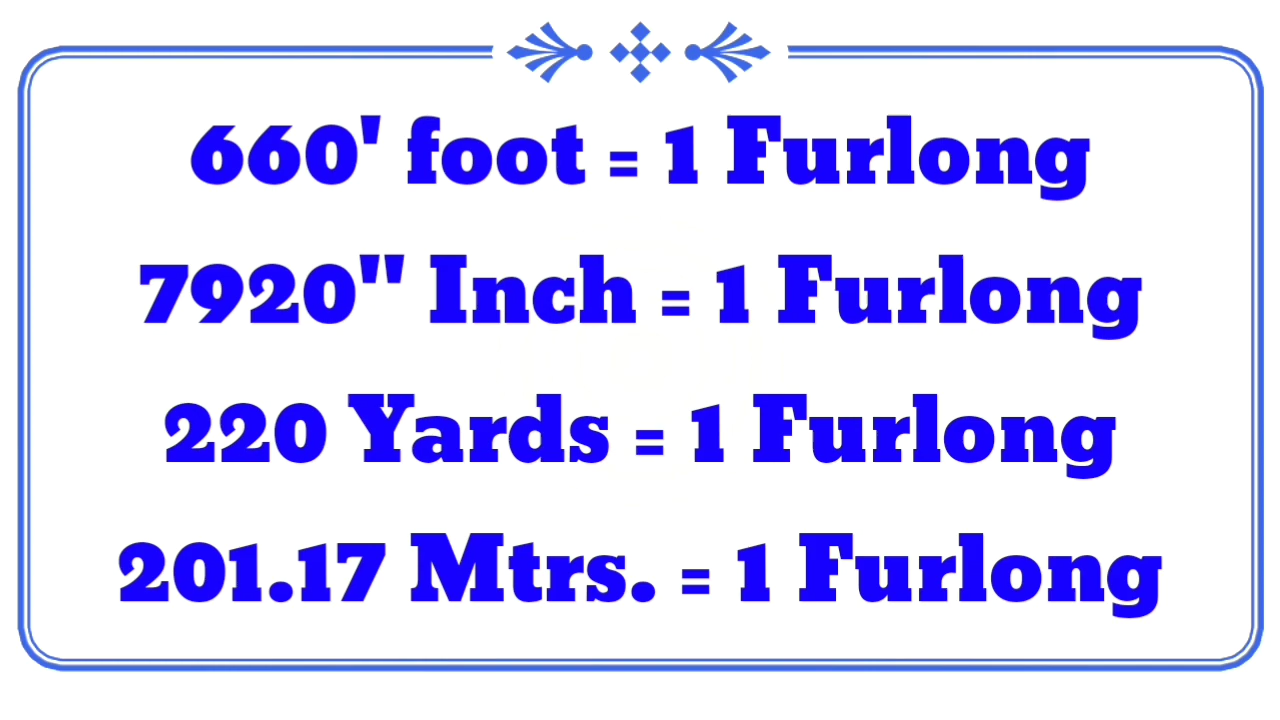 660' foot = 1 Furlong
7920" Inch = 1 Furlong
220 Yards = 1 Furlong
201.17 Mtrs. = 1 Furlong